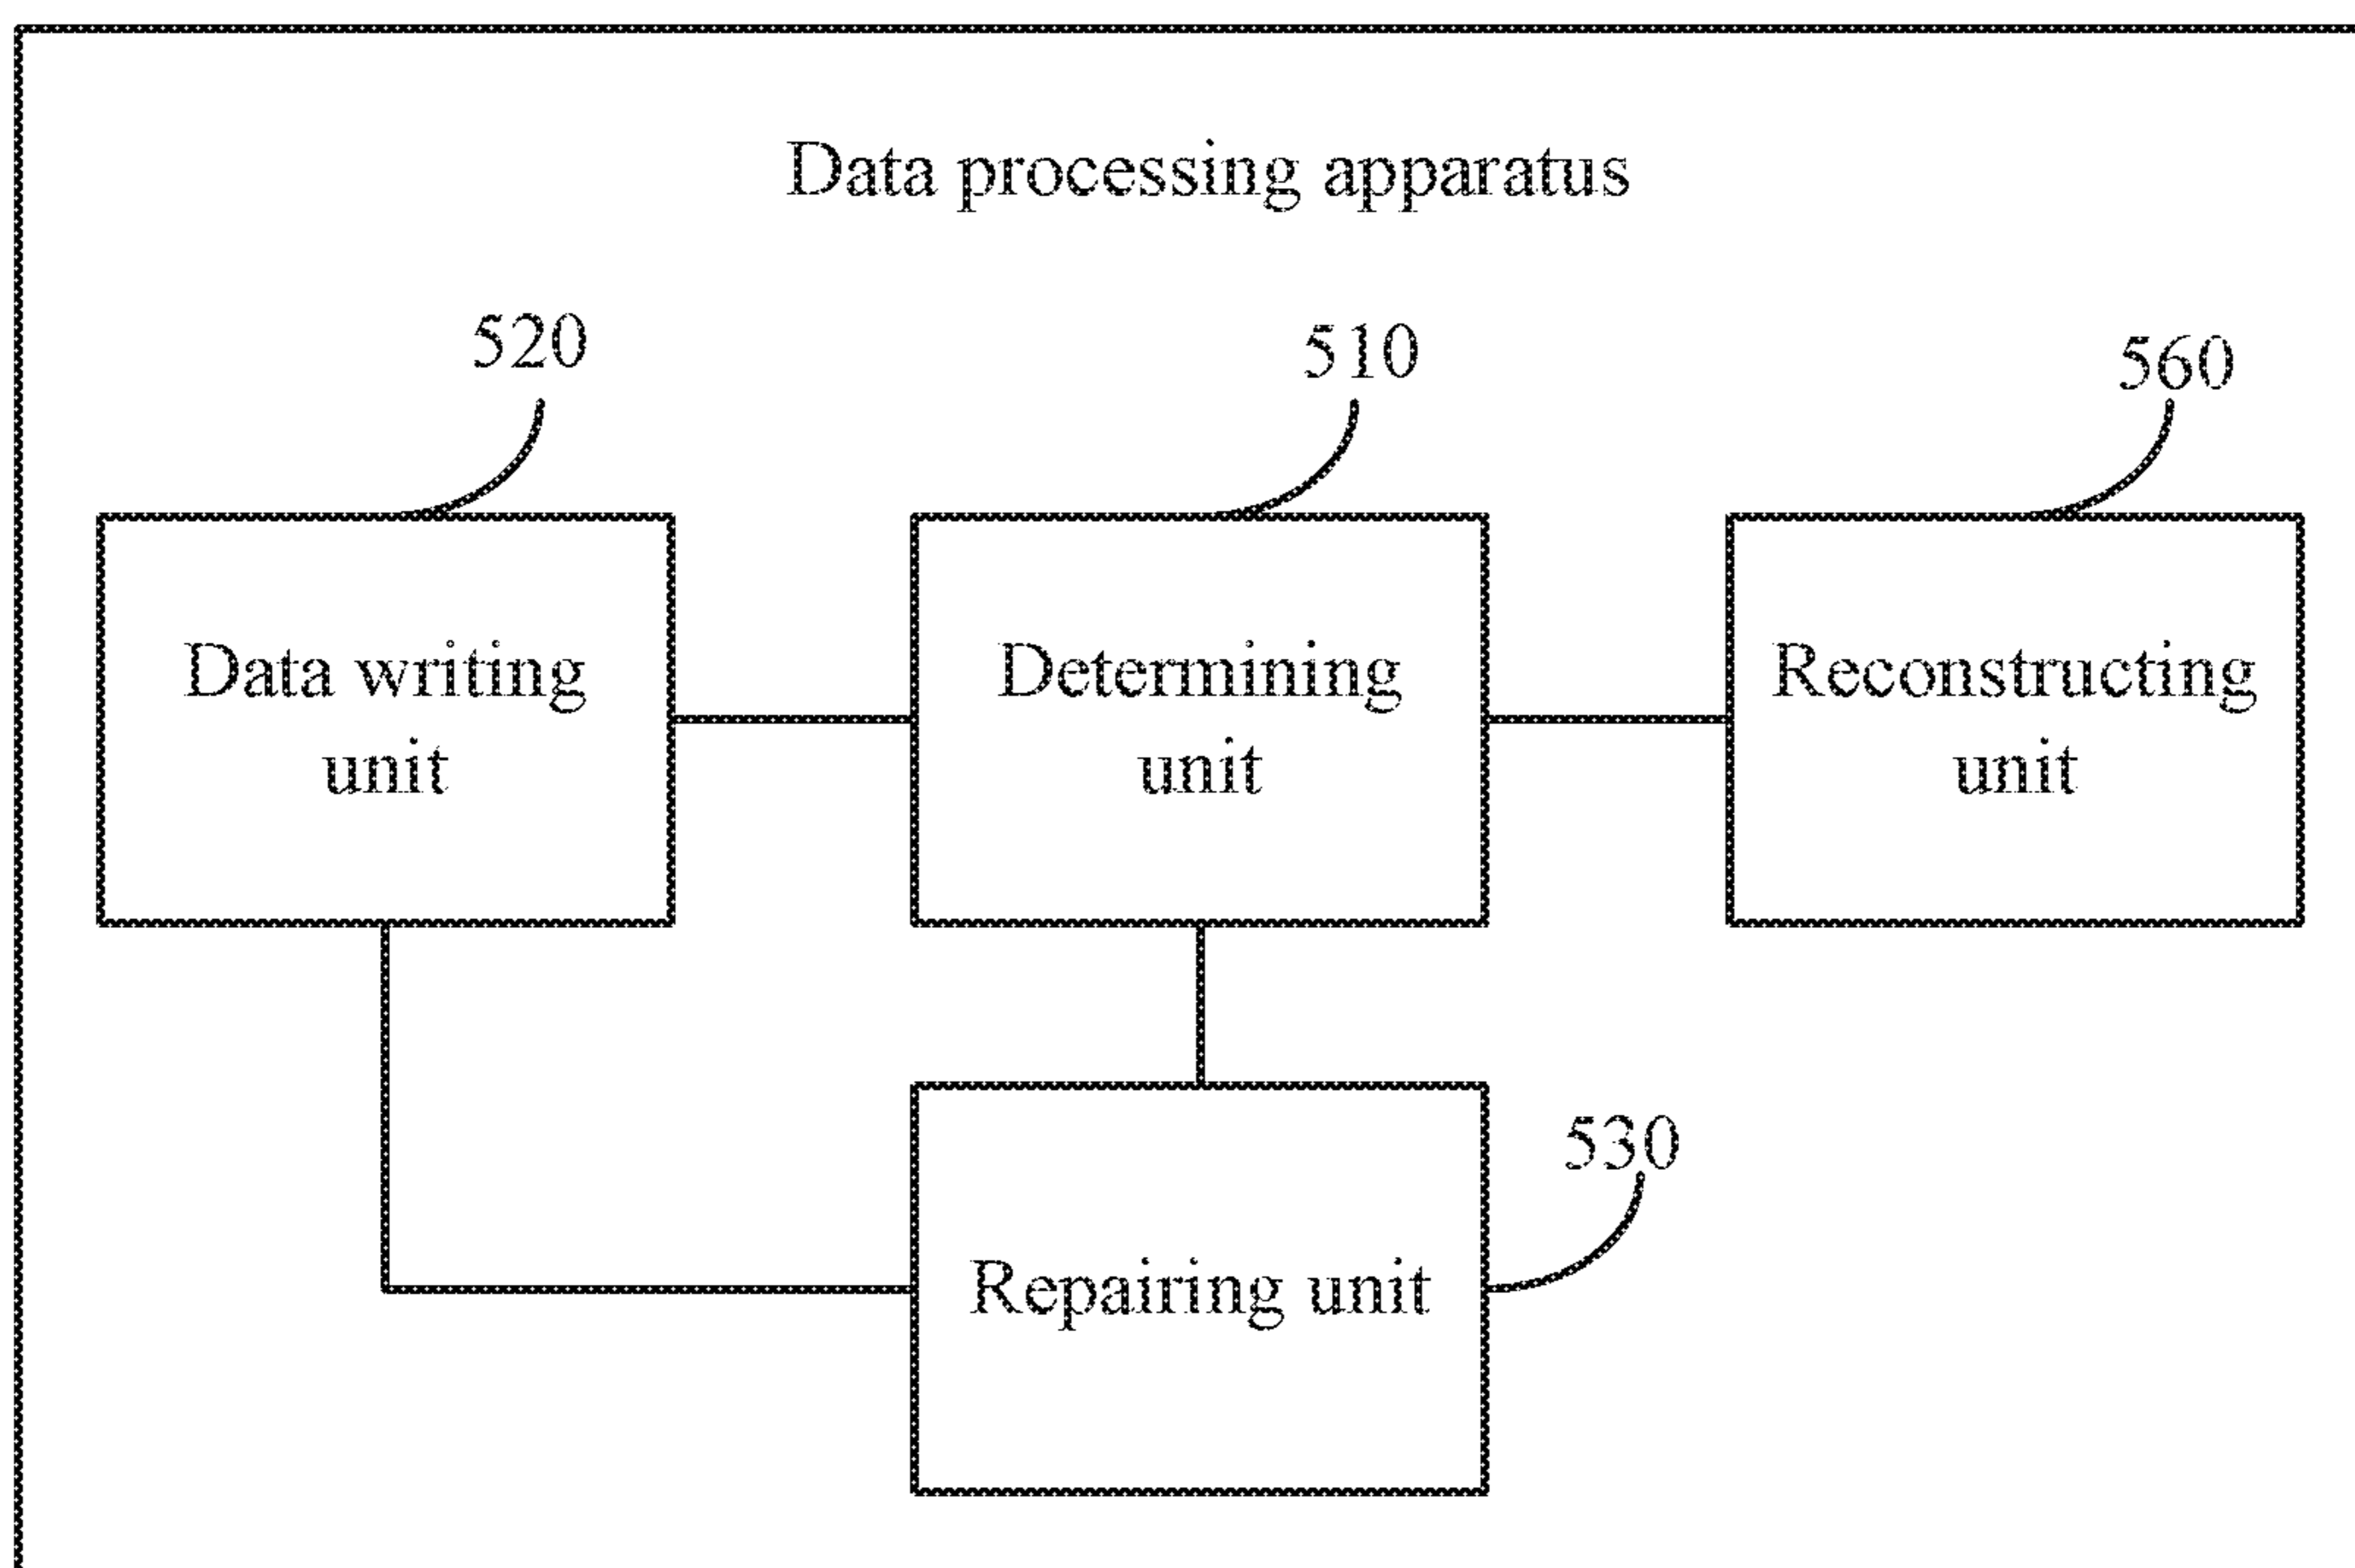 Data processing apparatus
520
510
560
Data writing
unit
Determining
unit
Reconstructing
unit
530
Repairing unit